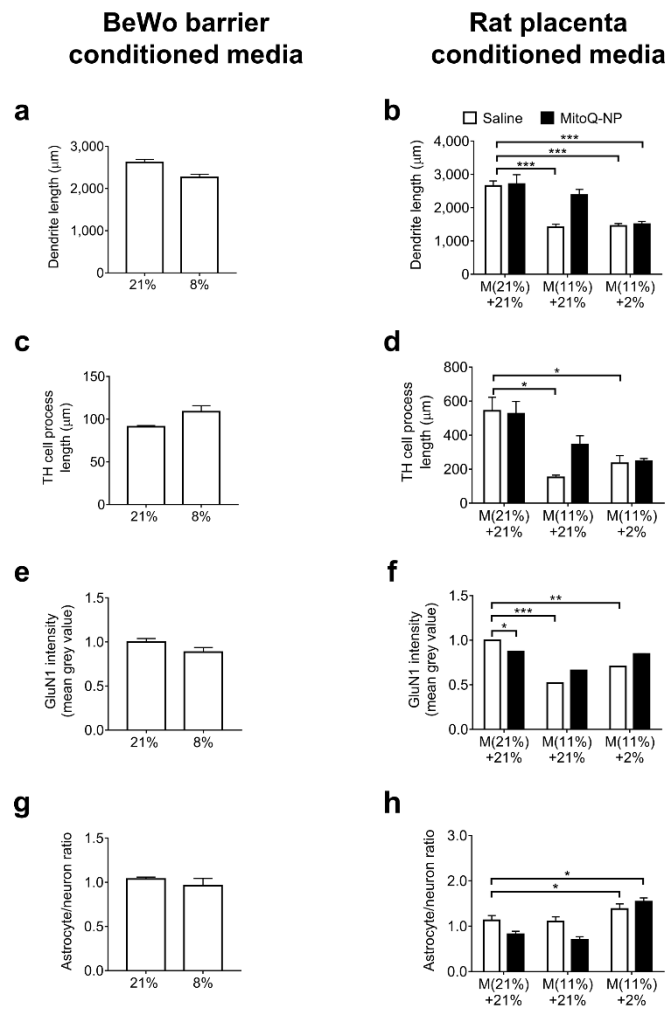 BeWo barrier
conditioned media
Rat placenta
conditioned media
a
Dendrite length (μm)
3,000
2,000
1,000
0
21% 8%
b
Saline MitoQ-NP
Dendrite length (μm)
4,000
3,000
2,000
1,000
0
***
***
***
M(21%) M(11%) M(11%)
+21% +21% +2%
c
TH cell process
length (μm)
150
100
50
0
21% 8%
d
TH cell process
length (μm)
800
600
400
200
0
*
*
M(21%) M(11%) M(11%)
+21% +21% +2%
e
GluN1 intensity
(mean grey value)
1.5
1.0
0.5
0.0
21% 8%
f
GluN1 intensity
(mean grey value)
1.5
1.0
0.5
0.0
**
***
*
M(21%) M(11%) M(11%)
+21% +21% +2%
g
Astrocyte/neuron ratio
1.5
1.0
0.5
0.0
21% 8%
h
Astrocyte/neuron ratio
3.0
2.0
1.0
0.0
*
*
M(21%) M(11%) M(11%)
+21% +21% +2%